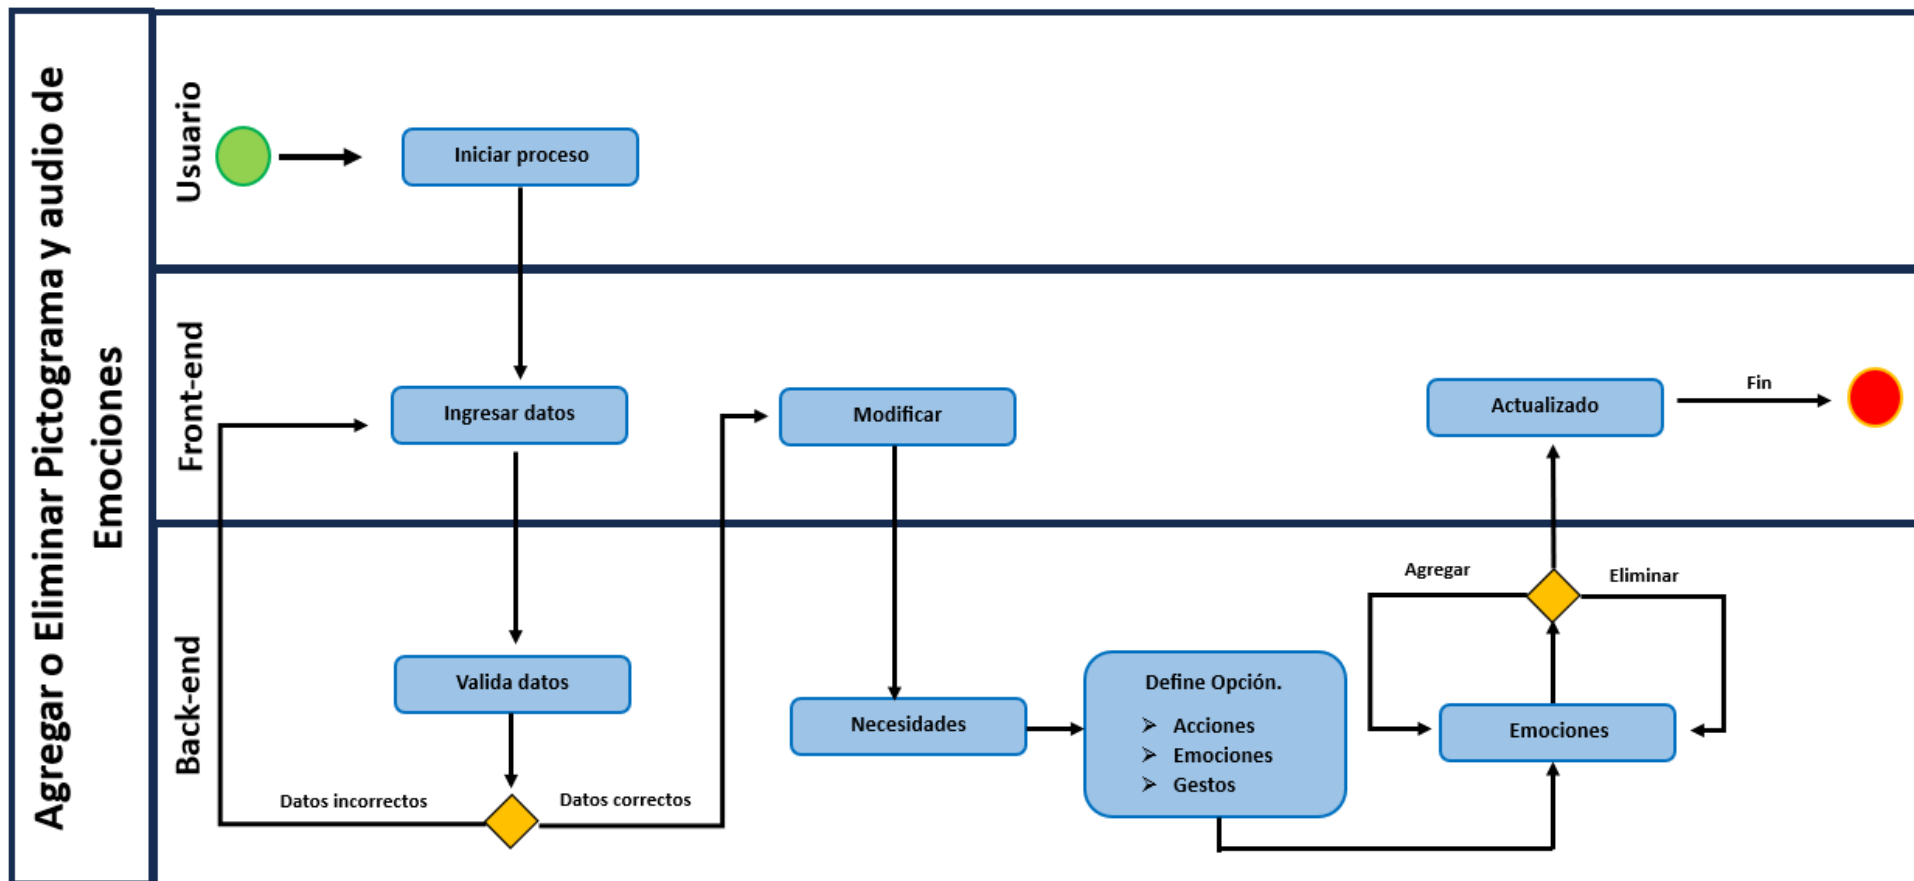 Agregar o Eliminar Pictograma y audio de
Emociones
Usuario
Iniciar proceso
Front-end
Ingresar datos
Modificar
Actualizado
Fin
Back-end
Valida datos
Datos incorrectos
Datos correctos
Necesidades
Define Opción.
➢ Acciones
➢ Emociones
➢ Gestos
Agregar
Eliminar
Emociones